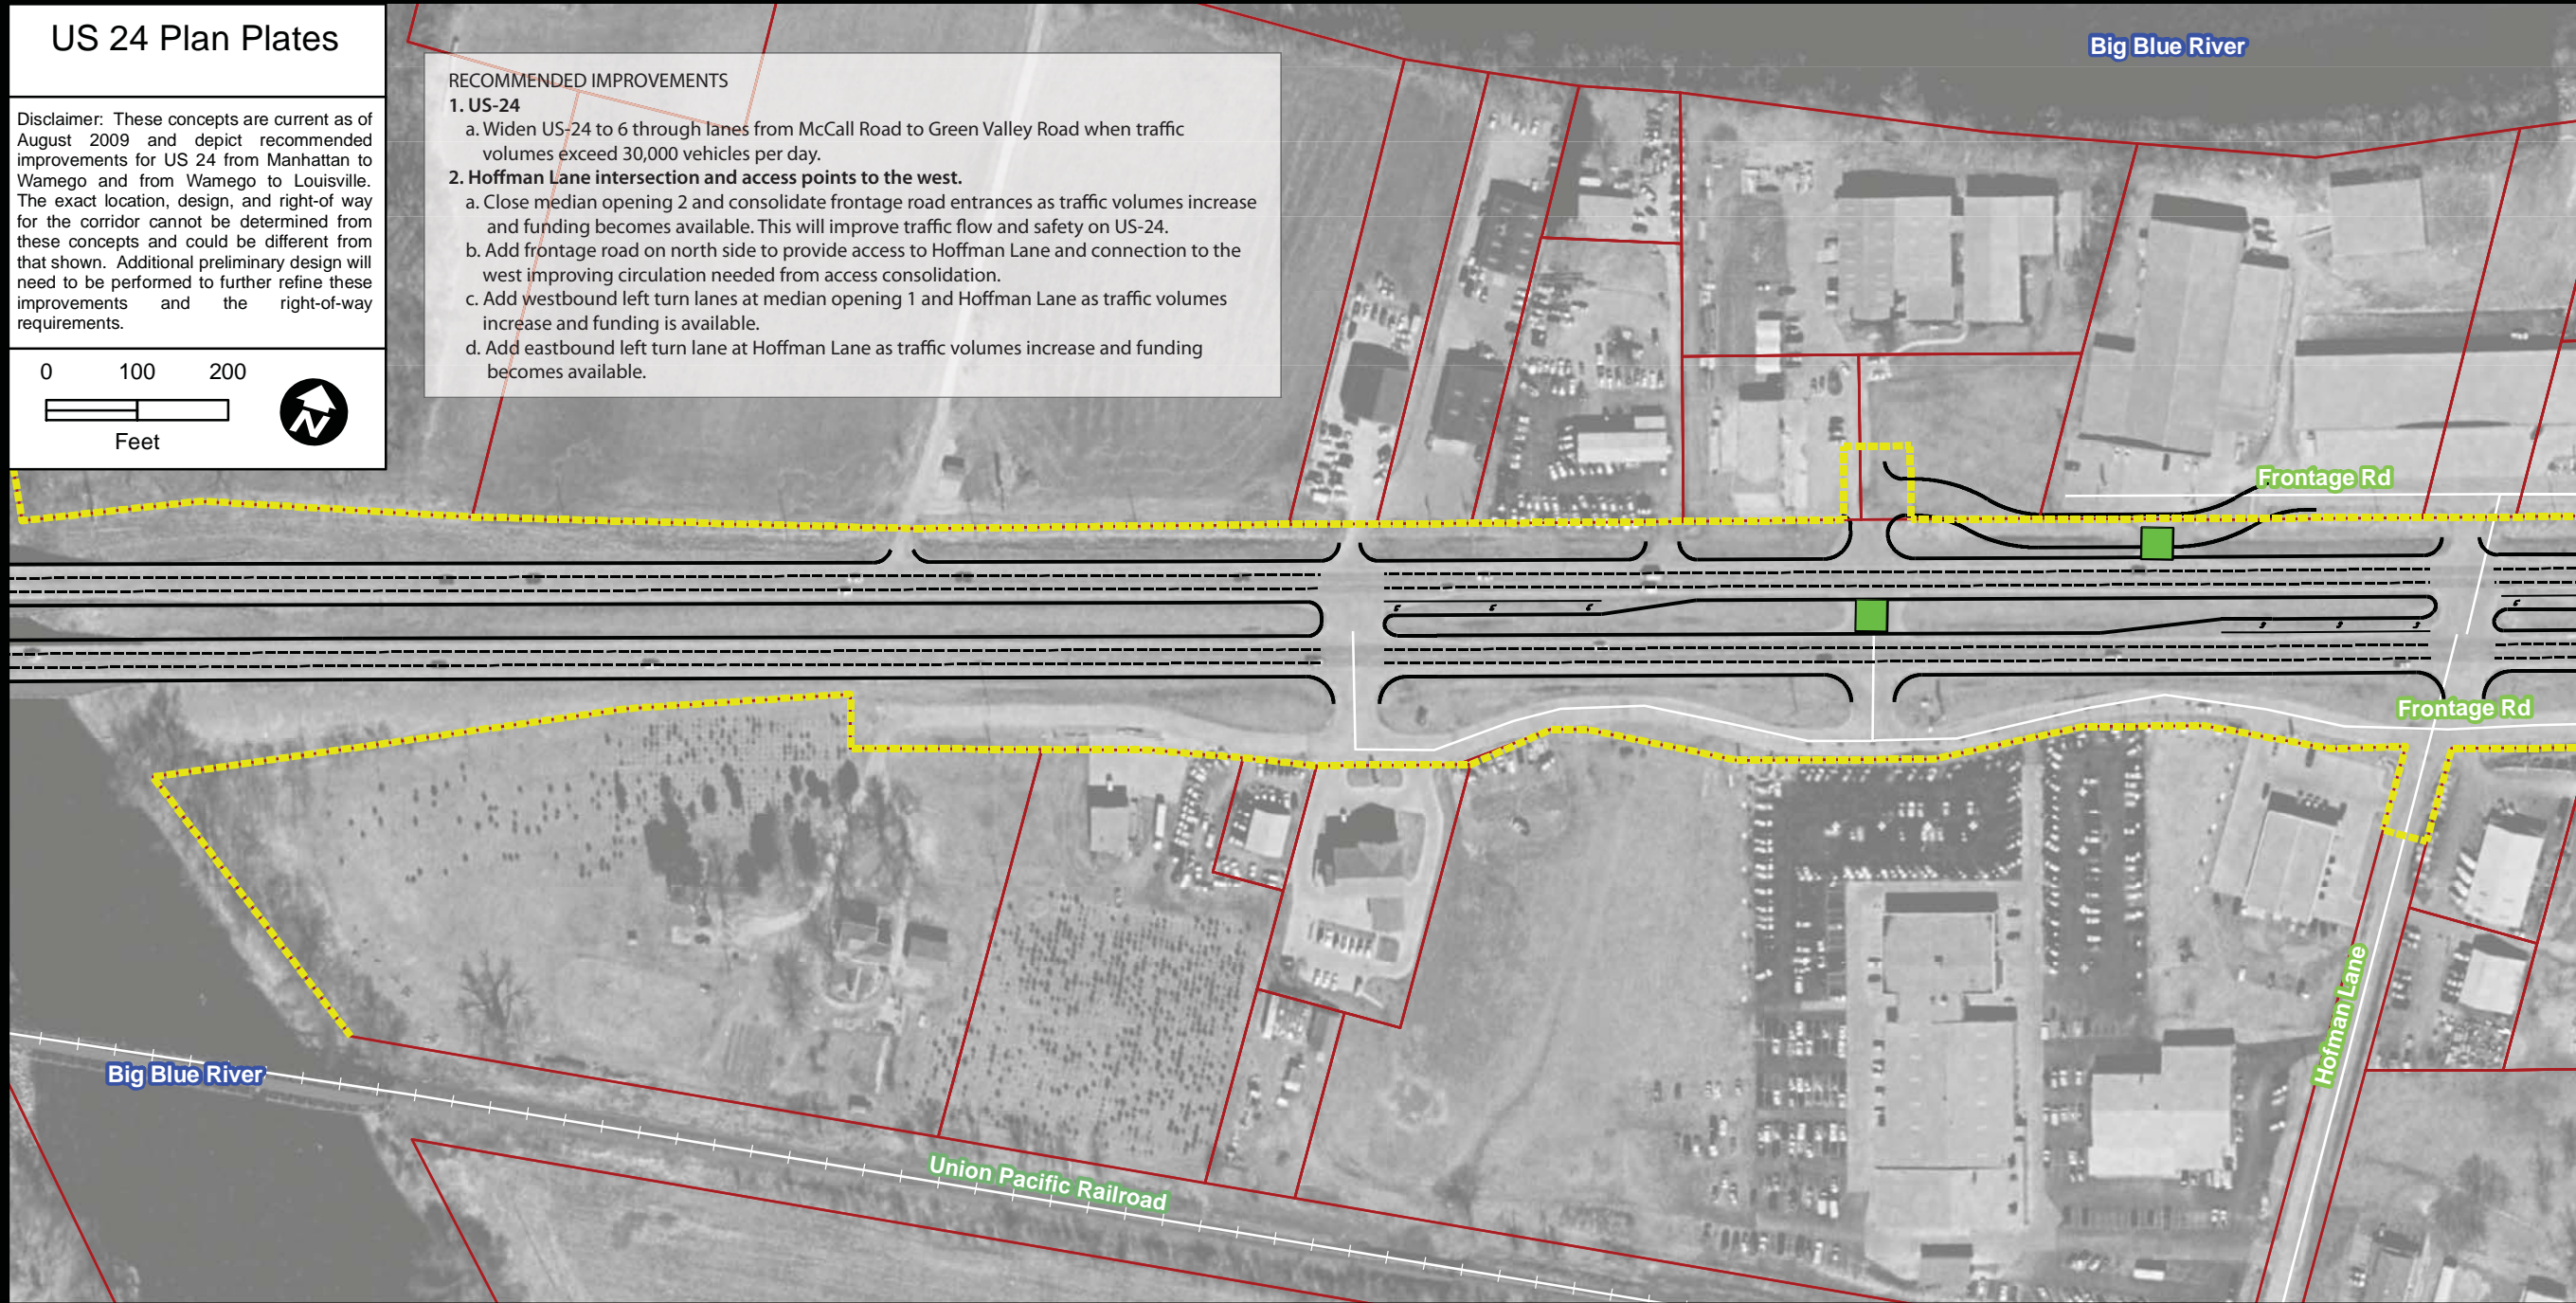 US 24 Plan Plates
Disclaimer: These concepts are current as of
August 2009 and depict recommended
improvements for US 24 from Manhattan to
Wamego and from Wamego to Louisville.
The exact location, design, and right-of way
for the corridor cannot be determined from
these concepts and could be different from
that shown. Additional preliminary design will
need to be performed to further refine these
improvements and the right-of-way
requirements.
0 100 200
Feet
N
RECOMMENDED IMPROVEMENTS
1. US-24
a. Widen US-24 to 6 through lanes from McCall Road to Green Valley Road when traffic
volumes exceed 30,000 vehicles per day.
2. Hoffman Lane intersection and access points to the west.
a. Close median opening 2 and consolidate frontage road entrances as traffic volumes increase
and funding becomes available. This will improve traffic flow and safety on US-24.
b. Add frontage road on north side to provide access to Hoffman Lane and connection to the
west improving circulation needed from access consolidation.
c. Add westbound left turn lanes at median opening 1 and Hoffman Lane as traffic volumes
increase and funding is available.
d. Add eastbound left turn lane at Hoffman Lane as traffic volumes increase and funding
becomes available.
Big Blue River
Frontage Rd
Frontage Rd
Hofman Lane
Big Blue River
Union Pacific Railroad